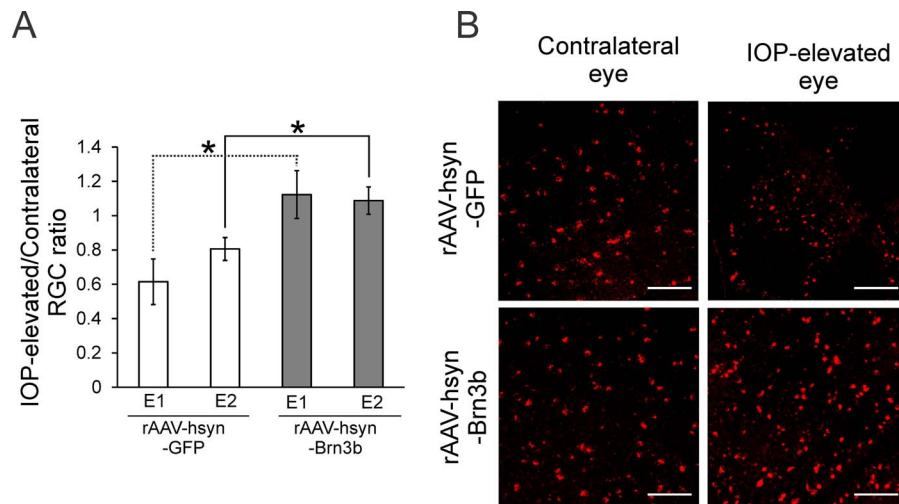 A
IOP-elevated/Contralateral
RGC ratio
1.4
1.2
1
0.8
0.6
0.4
0.2
0
*
*
E1
E2
E1
E2
rAAV-hsyn
-GFP
rAAV-hsyn
-Brn3b
B
Contralateral
eye
IOP-elevated
eye
rAAV-hsyn
-GFP
rAAV-hsyn
-Brn3b